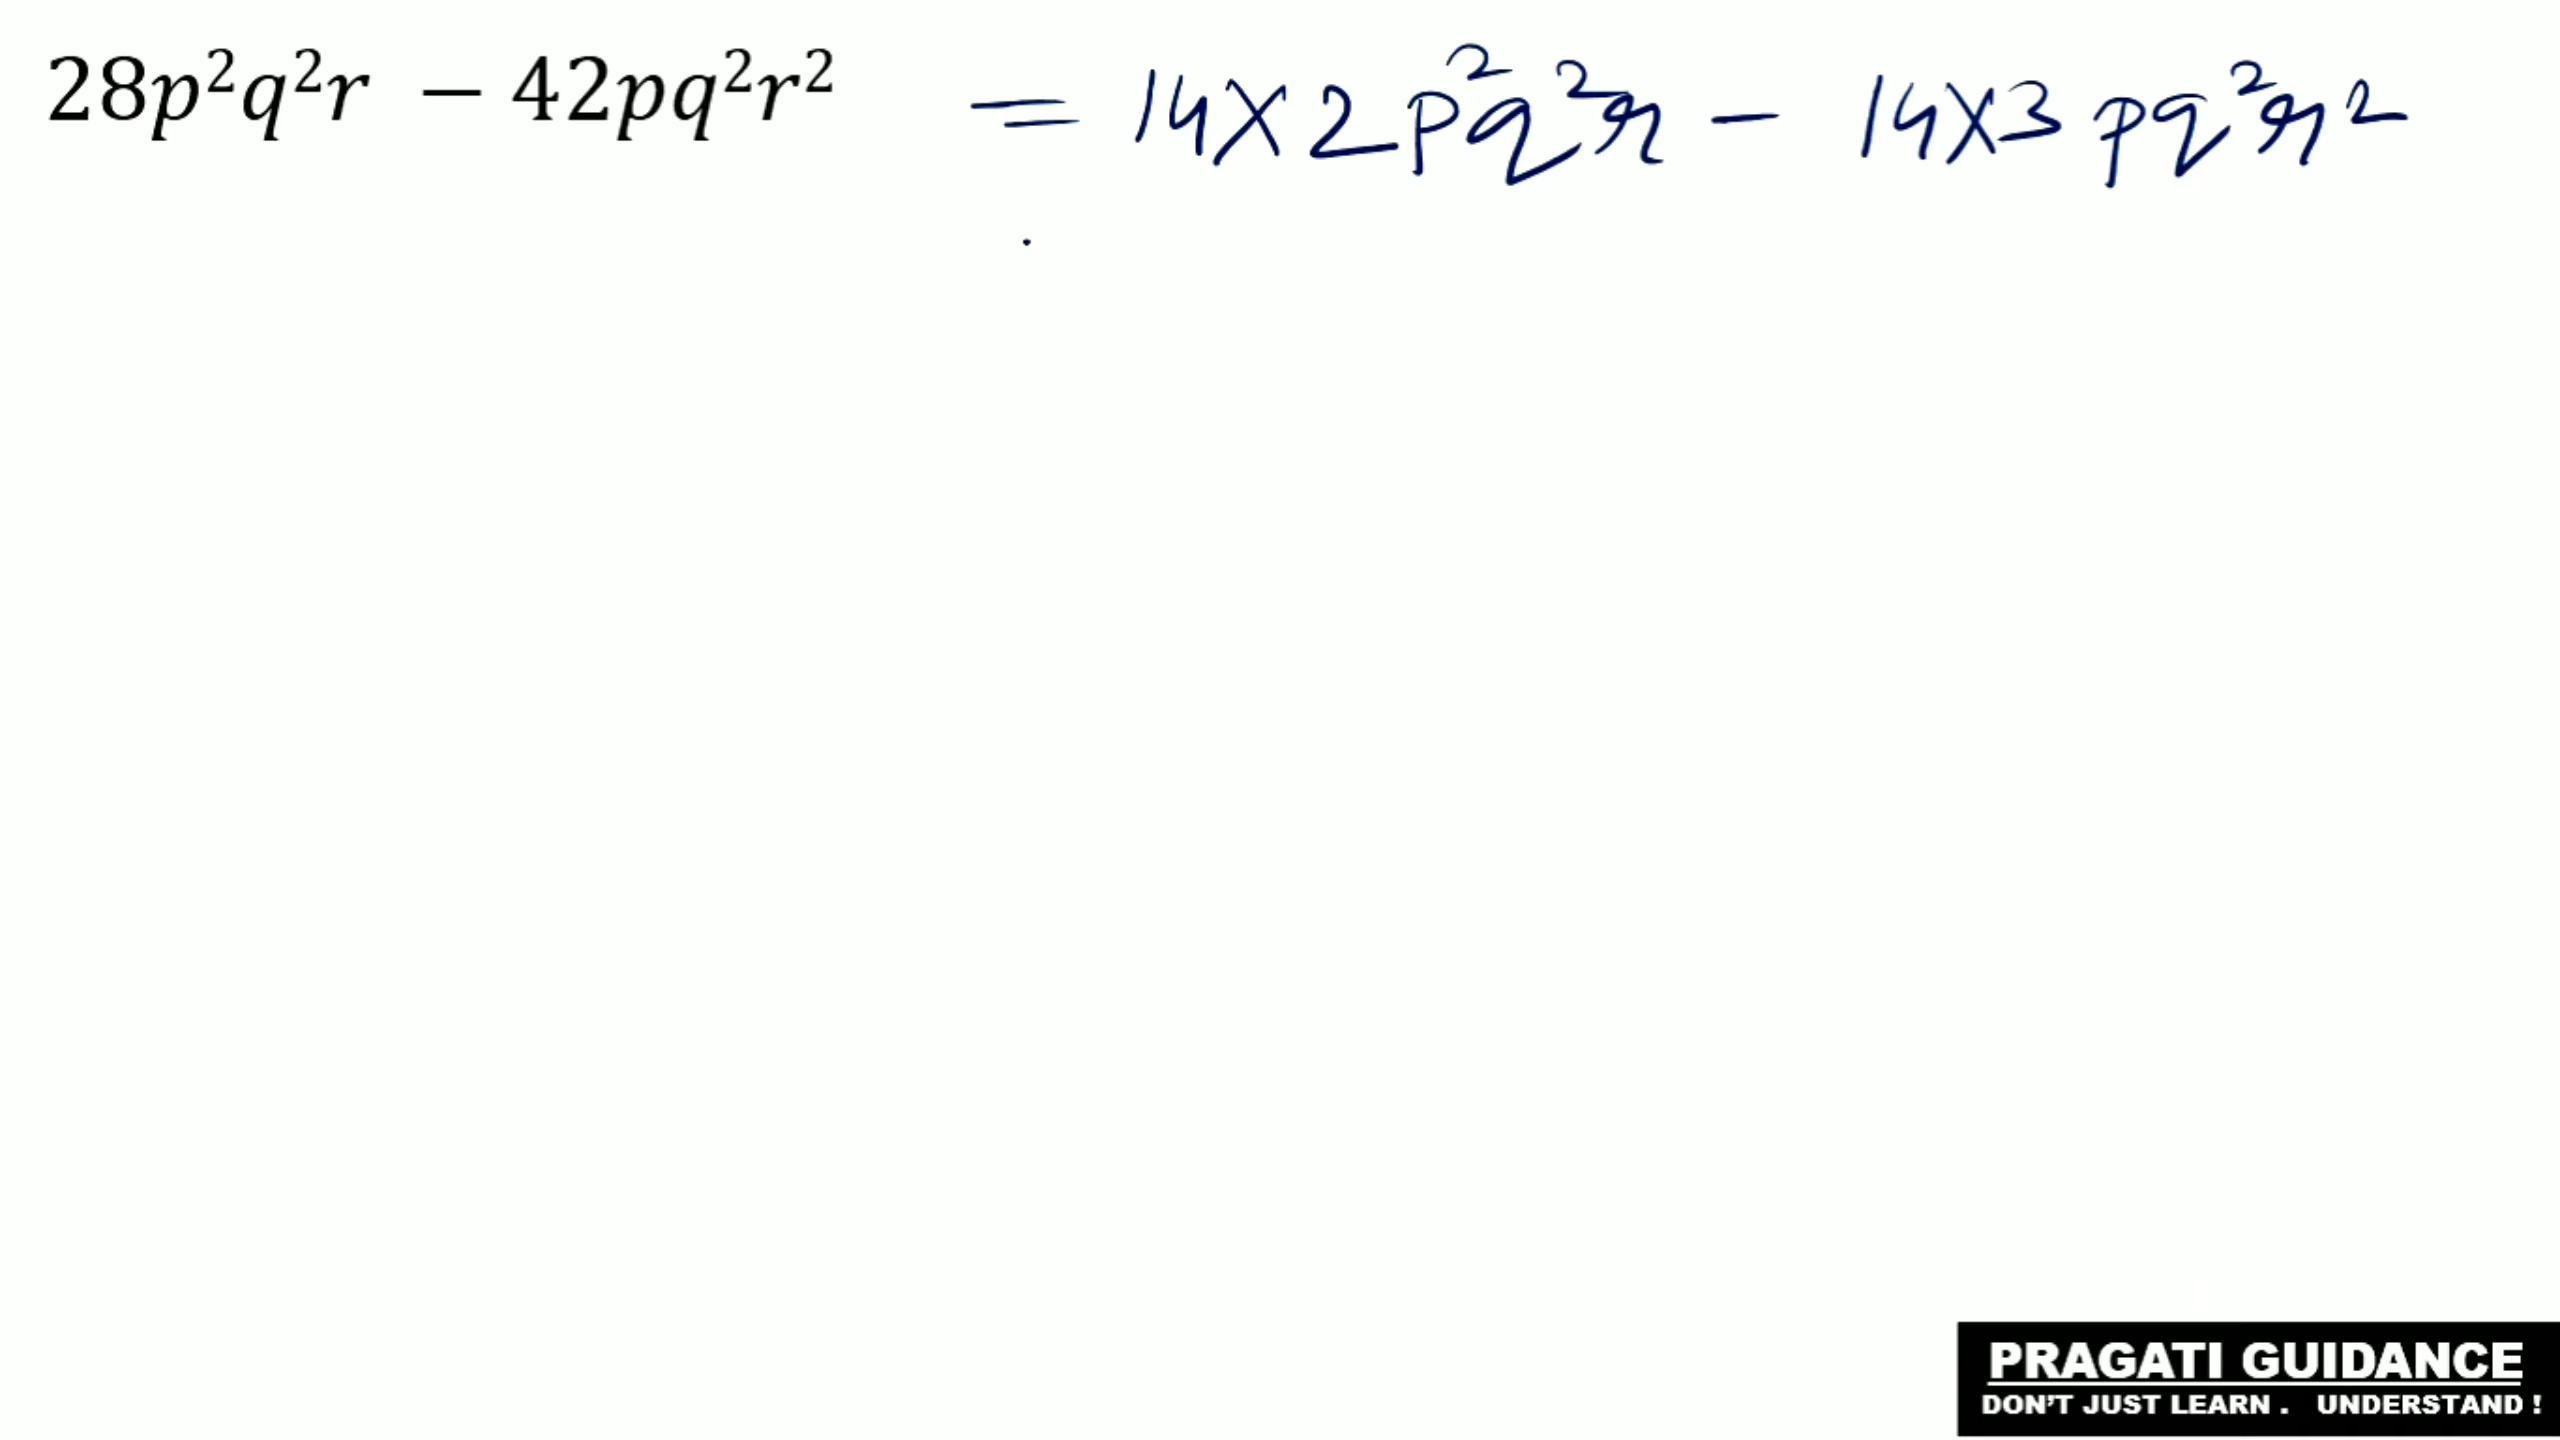 28p²q²r − 42pq²r² = 14×2p²q²r − 14×3pq²r²
PRAGATI GUIDANCE
DON'T JUST LEARN. UNDERSTAND!